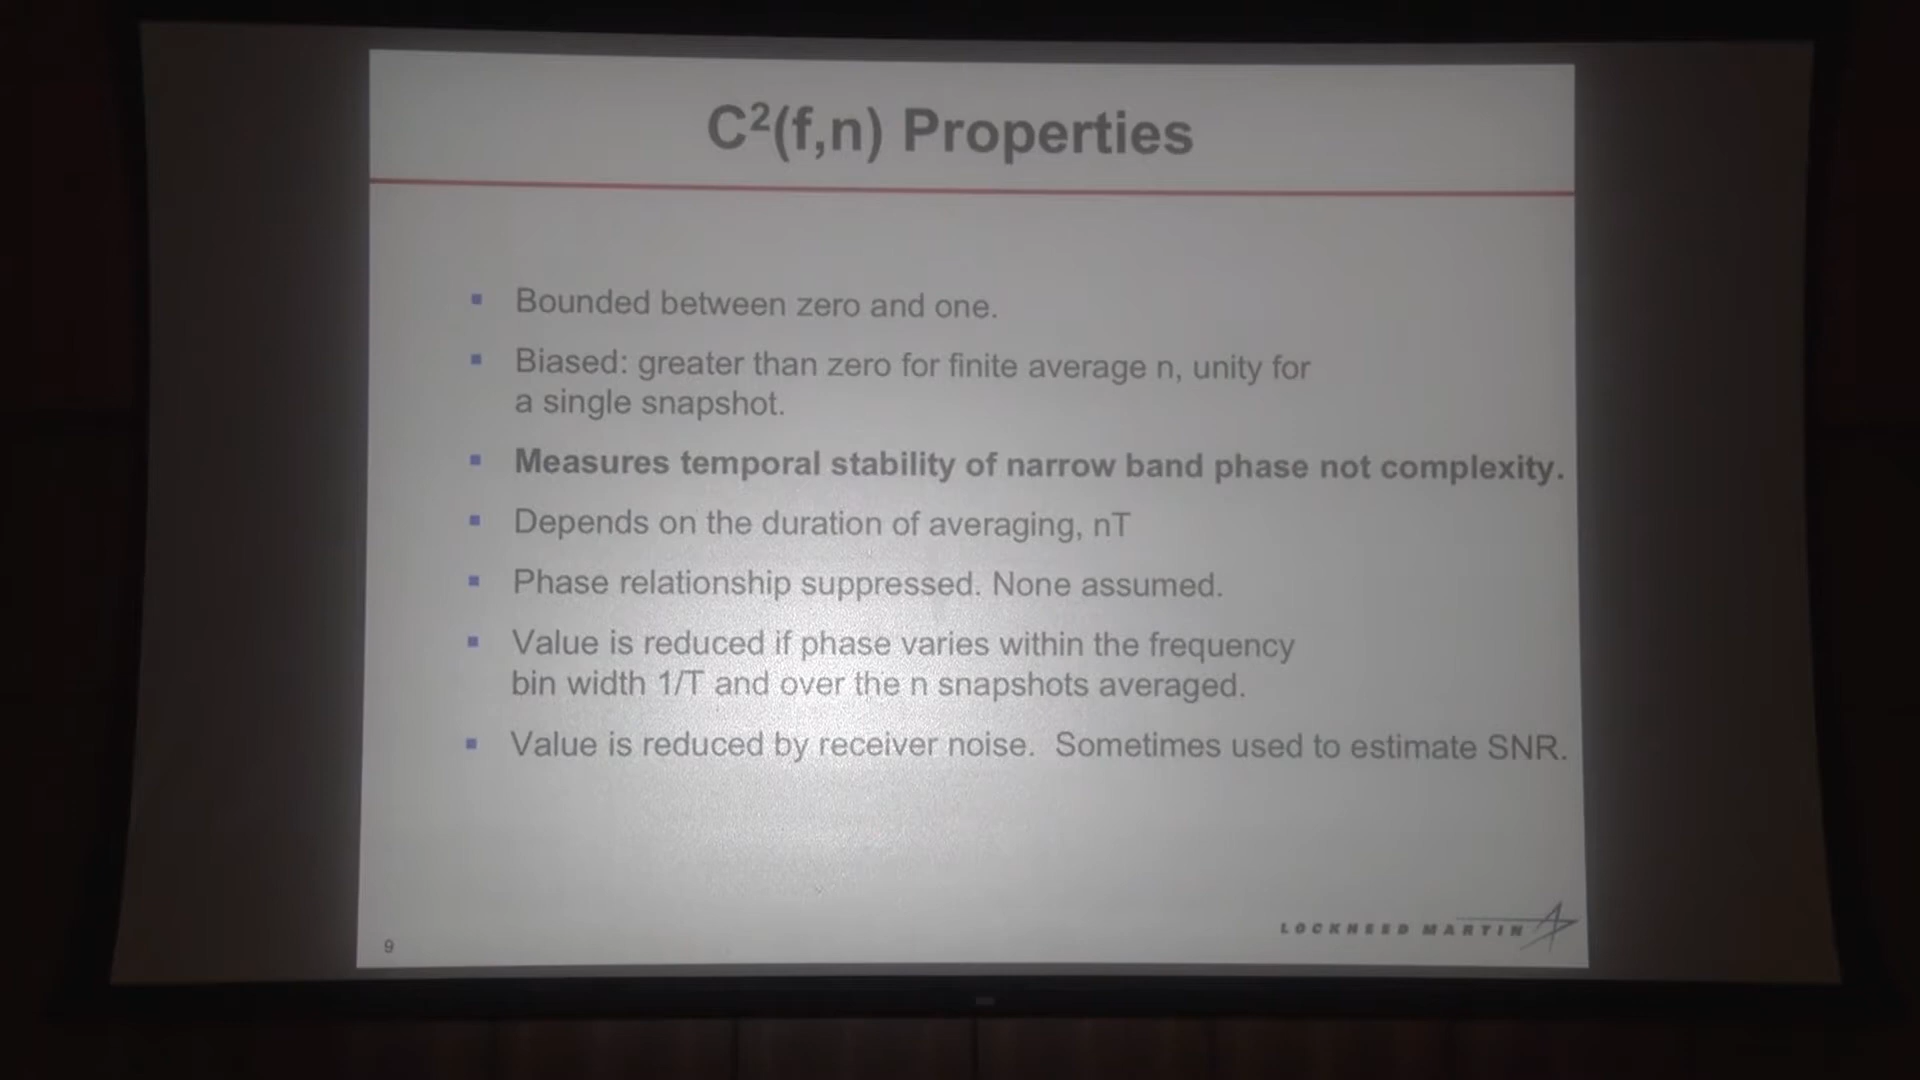 C²(f,n) Properties
▪ Bounded between zero and one.
▪ Biased: greater than zero for finite average n, unity for
a single snapshot.
▪ Measures temporal stability of narrow band phase not complexity.
▪ Depends on the duration of averaging, nT
▪ Phase relationship suppressed. None assumed.
▪ Value is reduced if phase varies within the frequency
bin width 1/T and over the n snapshots averaged.
▪ Value is reduced by receiver noise.  Sometimes used to estimate SNR.
LOCKHEED MARTIN
9